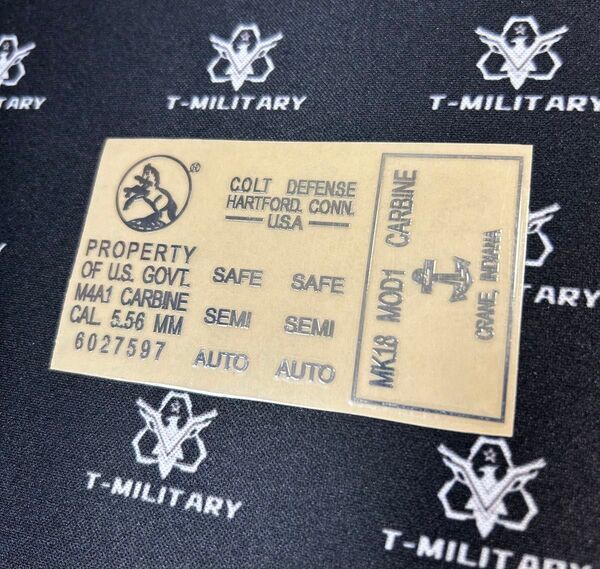 T-MILITARY
T-MILITARY
®
COLT DEFENSE
HARTFORD, CONN.
U.S.A
PROPERTY
OF U.S. GOVT.
M4A1 CARBINE
CAL. 5.56 MM
6027597
SAFE SAFE
SEMI SEMI
AUTO AUTO
MK18 MOD1 CARBINE
CRANE, INDIANA
T-MILITARY
T-MILITARY
T-MILITARY